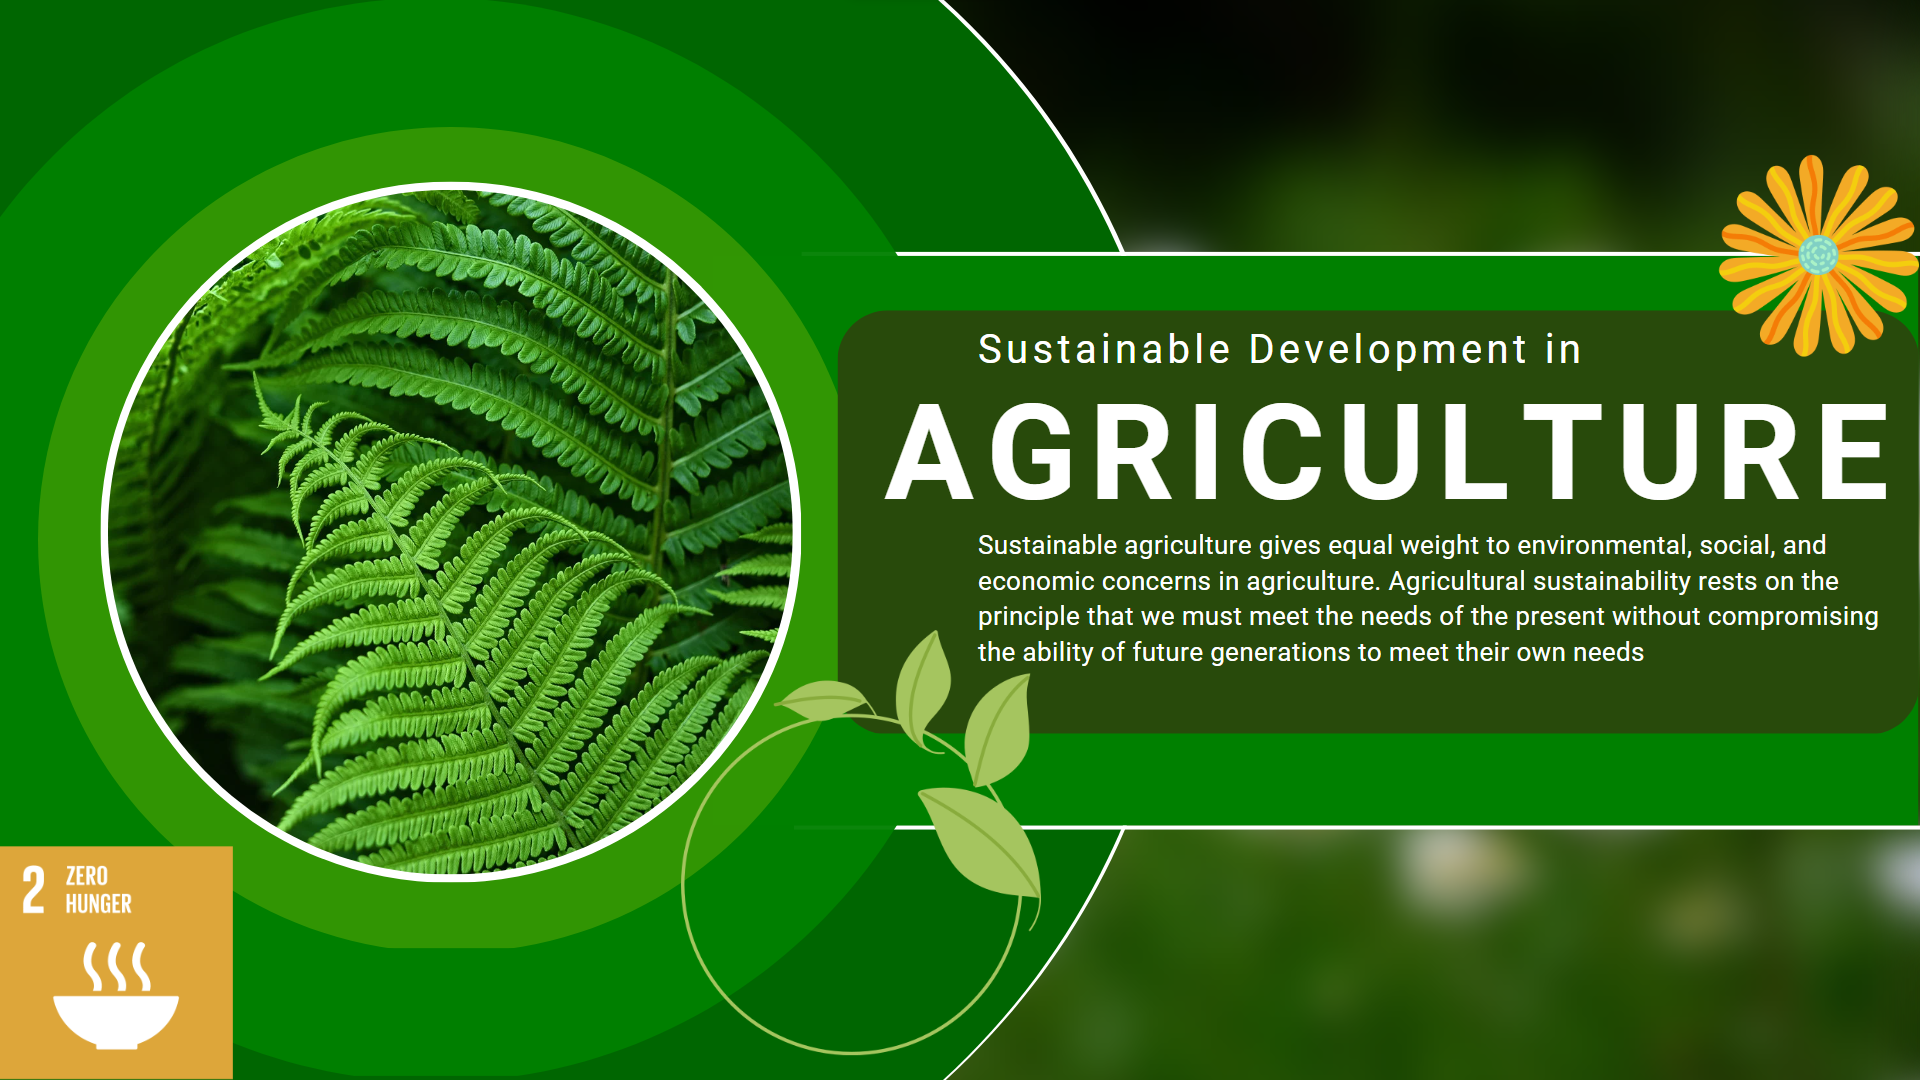 Sustainable Development in
AGRICULTURE
Sustainable agriculture gives equal weight to environmental, social, and
economic concerns in agriculture. Agricultural sustainability rests on the
principle that we must meet the needs of the present without compromising
the ability of future generations to meet their own needs
2 ZERO
HUNGER